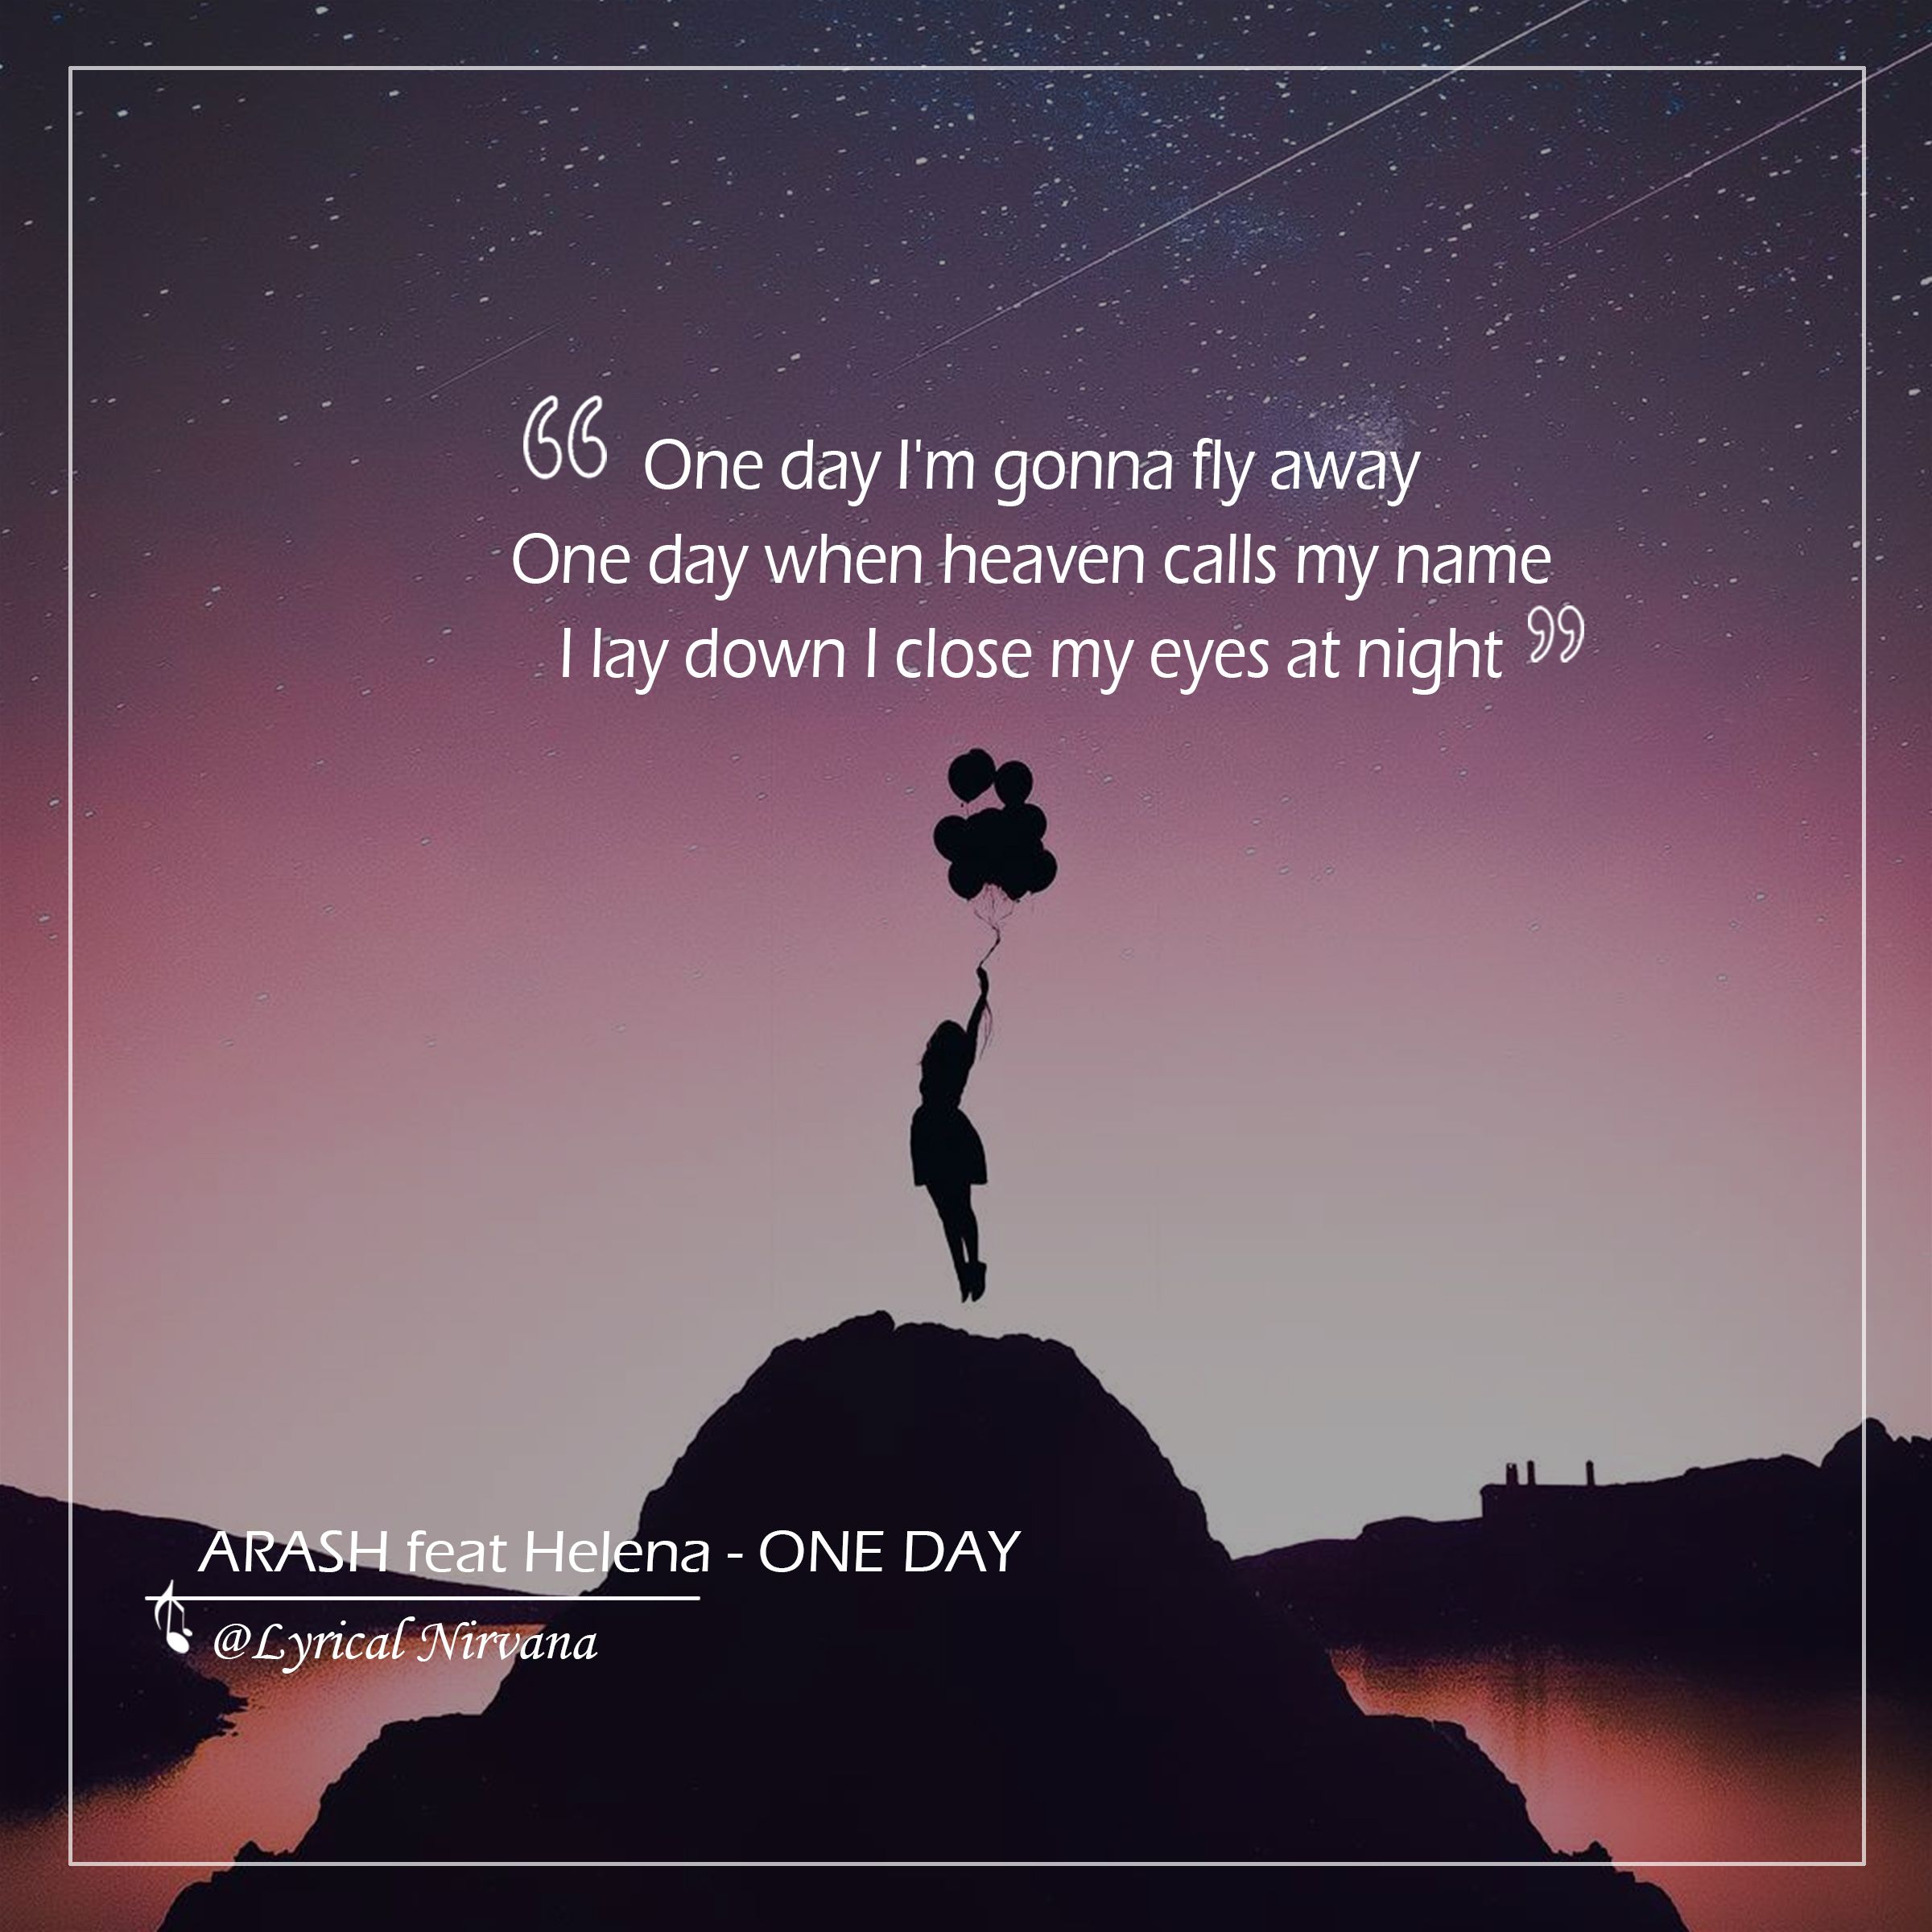 “ One day I'm gonna fly away
One day when heaven calls my name
I lay down I close my eyes at night ”
ARASH feat Helena - ONE DAY
@Lyrical Nirvana